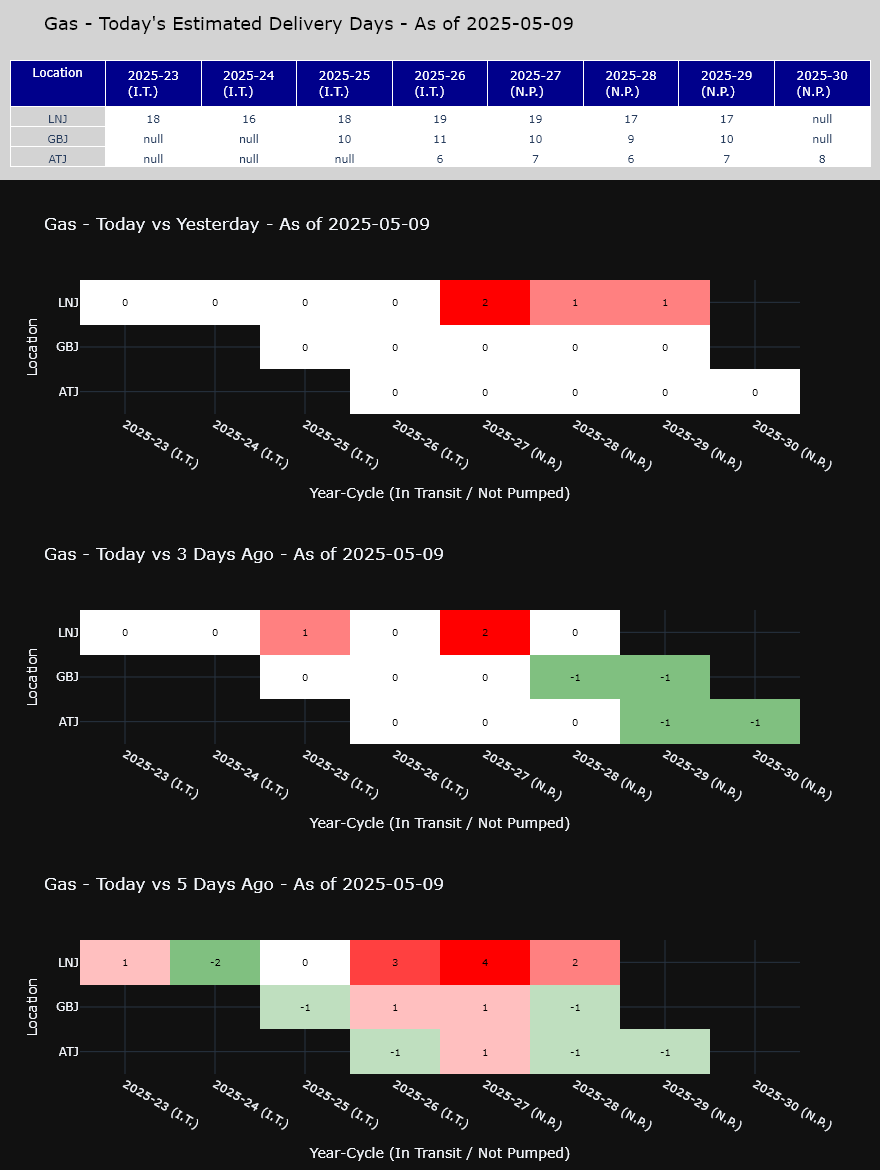 Gas - Today's Estimated Delivery Days - As of 2025-05-09
Location 2025-23 (I.T.) 2025-24 (I.T.) 2025-25 (I.T.) 2025-26 (I.T.) 2025-27 (N.P.) 2025-28 (N.P.) 2025-29 (N.P.) 2025-30 (N.P.)
LNJ 18 16 18 19 19 17 17 null
GBJ null null 10 11 10 9 10 null
ATJ null null null 6 7 6 7 8
Gas - Today vs Yesterday - As of 2025-05-09
Location
LNJ 0 0 0 0 2 1 1
GBJ 0 0 0 0 0
ATJ 0 0 0 0 0
2025-23 (I.T.) 2025-24 (I.T.) 2025-25 (I.T.) 2025-26 (I.T.) 2025-27 (N.P.) 2025-28 (N.P.) 2025-29 (N.P.) 2025-30 (N.P.)
Year-Cycle (In Transit / Not Pumped)
Gas - Today vs 3 Days Ago - As of 2025-05-09
Location
LNJ 0 0 1 0 2 0
GBJ 0 0 0 -1 -1
ATJ 0 0 0 -1 -1
2025-23 (I.T.) 2025-24 (I.T.) 2025-25 (I.T.) 2025-26 (I.T.) 2025-27 (N.P.) 2025-28 (N.P.) 2025-29 (N.P.) 2025-30 (N.P.)
Year-Cycle (In Transit / Not Pumped)
Gas - Today vs 5 Days Ago - As of 2025-05-09
Location
LNJ 1 -2 0 3 4 2
GBJ -1 1 1 -1
ATJ -1 1 -1 -1
2025-23 (I.T.) 2025-24 (I.T.) 2025-25 (I.T.) 2025-26 (I.T.) 2025-27 (N.P.) 2025-28 (N.P.) 2025-29 (N.P.) 2025-30 (N.P.)
Year-Cycle (In Transit / Not Pumped)